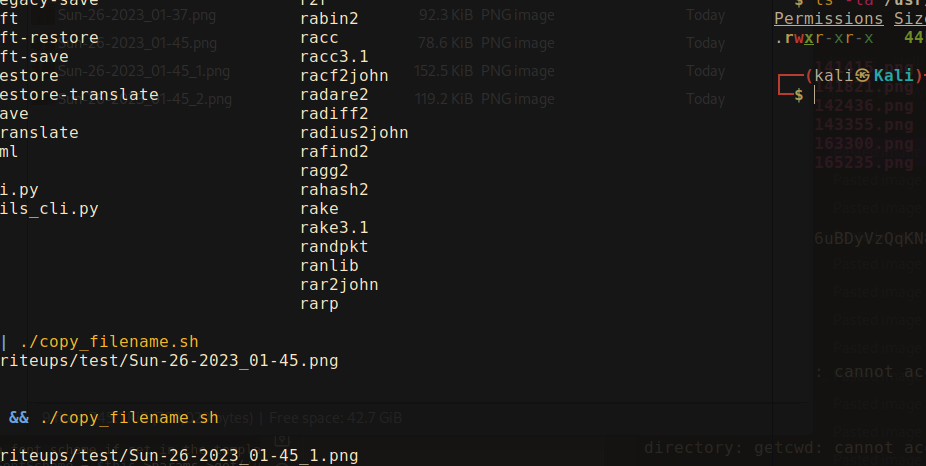 egacy-save r2r $ ls -la /usr/
ft rabin2 Permissions Size
ft-restore racc .rwxr-xr-x 44
ft-save racc3.1
estore racf2john (kali㉿Kali)-
estore-translate radare2 $
ave radiff2
ranslate radius2john
ml rafind2
ragg2
i.py rahash2
ils_cli.py rake
rake3.1
randpkt
ranlib
rar2john
rarp
| ./copy_filename.sh
riteups/test/Sun-26-2023_01-45.png
&& ./copy_filename.sh
riteups/test/Sun-26-2023_01-45_1.png
Sun-26-2023_01-37.png 92.3 KiB PNG image Today
Sun-26-2023_01-45.png 78.6 KiB PNG image Today
Sun-26-2023_01-45_1.png 152.5 KiB PNG image Today
Sun-26-2023_01-45_2.png 119.2 KiB PNG image Today
bytes) | Free space: 42.7 GiB
141821.png
142436.png
143355.png
163300.png
165235.png
6uBDyVzQqKN
: cannot ac
directory: getcwd: cannot ac